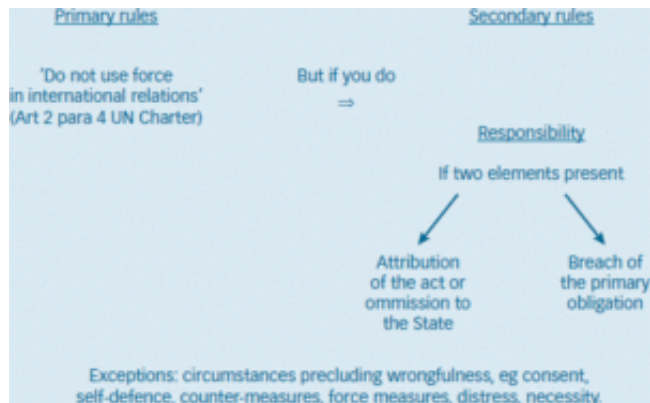 Primary rules
Secondary rules
'Do not use force
in international relations'
(Art 2 para 4 UN Charter)
But if you do
⇒
Responsibility
If two elements present
Attribution
of the act or
ommission to
the State
Breach of
the primary
obligation
Exceptions: circumstances precluding wrongfulness, eg consent,
self-defence, counter-measures, force measures, distress, necessity.